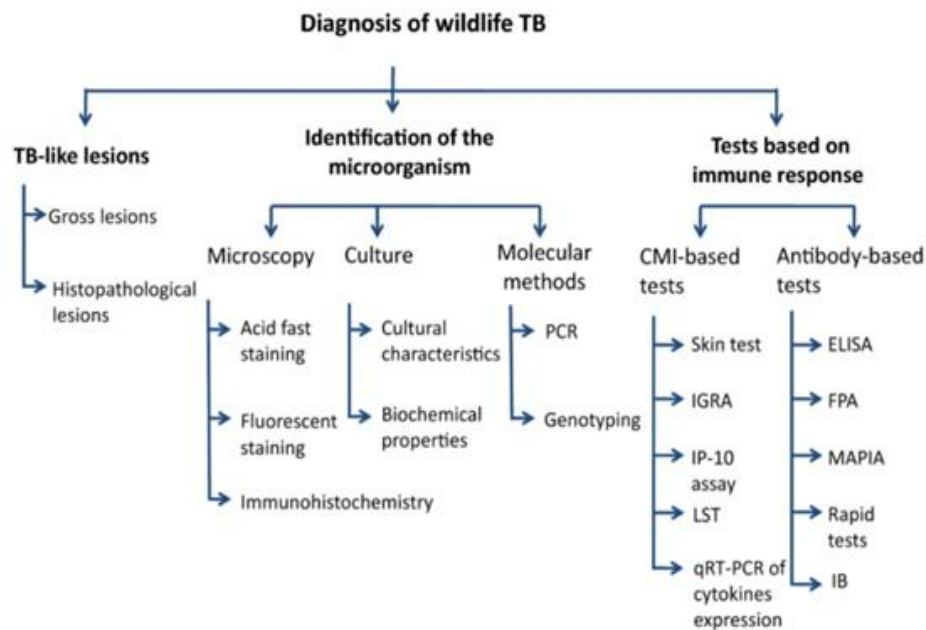 Diagnosis of wildlife TB
TB-like lesions
Gross lesions
Histopathological
lesions
Identification of the
microorganism
Microscopy
Acid fast
staining
Fluorescent
staining
Immunohistochemistry
Culture
Cultural
characteristics
Biochemical
properties
Molecular
methods
PCR
Genotyping
Tests based on
immune response
CMI-based
tests
Skin test
IGRA
IP-10
assay
LST
qRT-PCR of
cytokines
expression
Antibody-based
tests
ELISA
FPA
MAPIA
Rapid
tests
IB